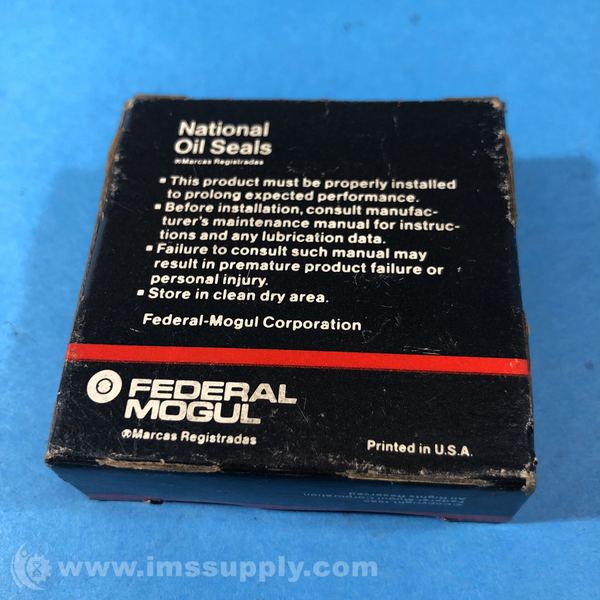 National
Oil Seals
®Marcas Registradas
▪ This product must be properly installed
to prolong expected performance.
▪ Before installation, consult manufac-
turer's maintenance manual for instruc-
tions and any lubrication data.
▪ Failure to consult such manual may
result in premature product failure or
personal injury.
▪ Store in clean dry area.
Federal-Mogul Corporation
FEDERAL
MOGUL
®Marcas Registradas
Printed in U.S.A.
All Rights Reserved
www.imssupply.com/